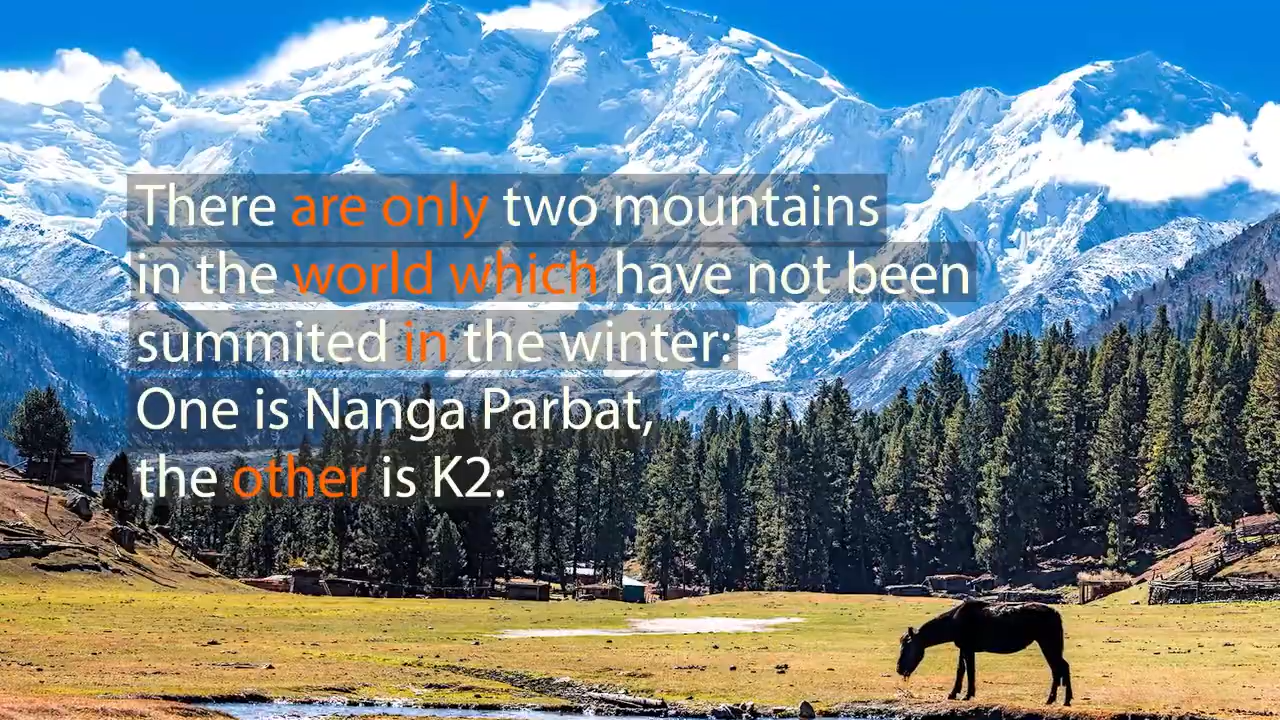 There are only two mountains
in the world which have not been
summited in the winter:
One is Nanga Parbat,
the other is K2.